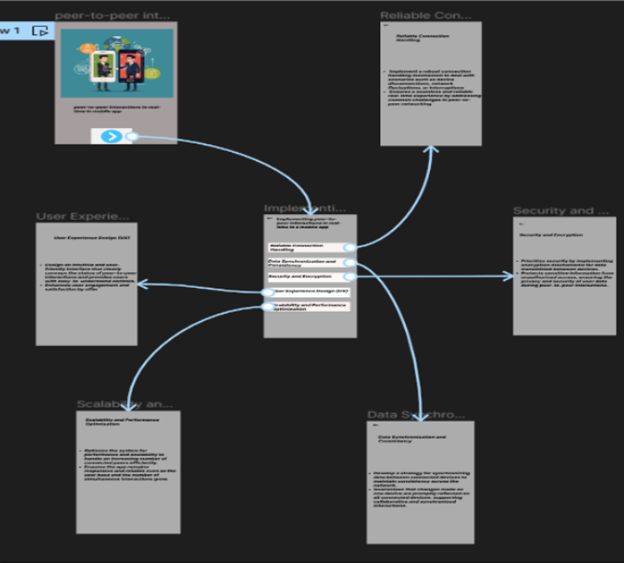 peer-to-peer int...
Reliable Con...
w 1
Reliable Connection
Handling
Implement a robust connection
handling mechanism to deal with
scenarios such as device
disconnections, network
fluctuations, or interruptions
Ensures a seamless and reliable
real-time experience by addressing
common challenges in peer-to-
peer networking
peer-to-peer interactions in real-
time in mobile app
User Experie...
Implementi...
Security and ...
Implementing peer-to-
peer interactions in real-
time in a mobile app
User Experience Design (UX)
Security and Encryption
Reliable Connection
Handling
Data Synchronization and
Consistency
Security and Encryption
User Experience Design (UX)
Scalability and Performance
Optimization
Design an intuitive and user-
friendly interface that clearly
conveys the status of peer-to-peer
interactions and provides users
with easy-to-understand controls.
Enhances user engagement and
satisfaction by offer
Prioritize security by implementing
encryption mechanisms for data
transmitted between devices.
Protects sensitive information from
unauthorized access, ensuring the
privacy and security of user data
during peer-to-peer interactions.
Scalability an...
Data Synchro...
Scalability and Performance
Optimization
Data Synchronization and
Consistency
Optimize the system for
performance and scalability to
handle an increasing number of
connected users efficiently.
Ensures the app remains
responsive and reliable even as the
user base and the number of
simultaneous interactions grow.
Develop a strategy for synchronizing
data between connected devices to
maintain consistency across the
network.
Guarantees that changes made on
one device are promptly reflected on
all connected devices, supporting
collaborative and synchronized
interactions.